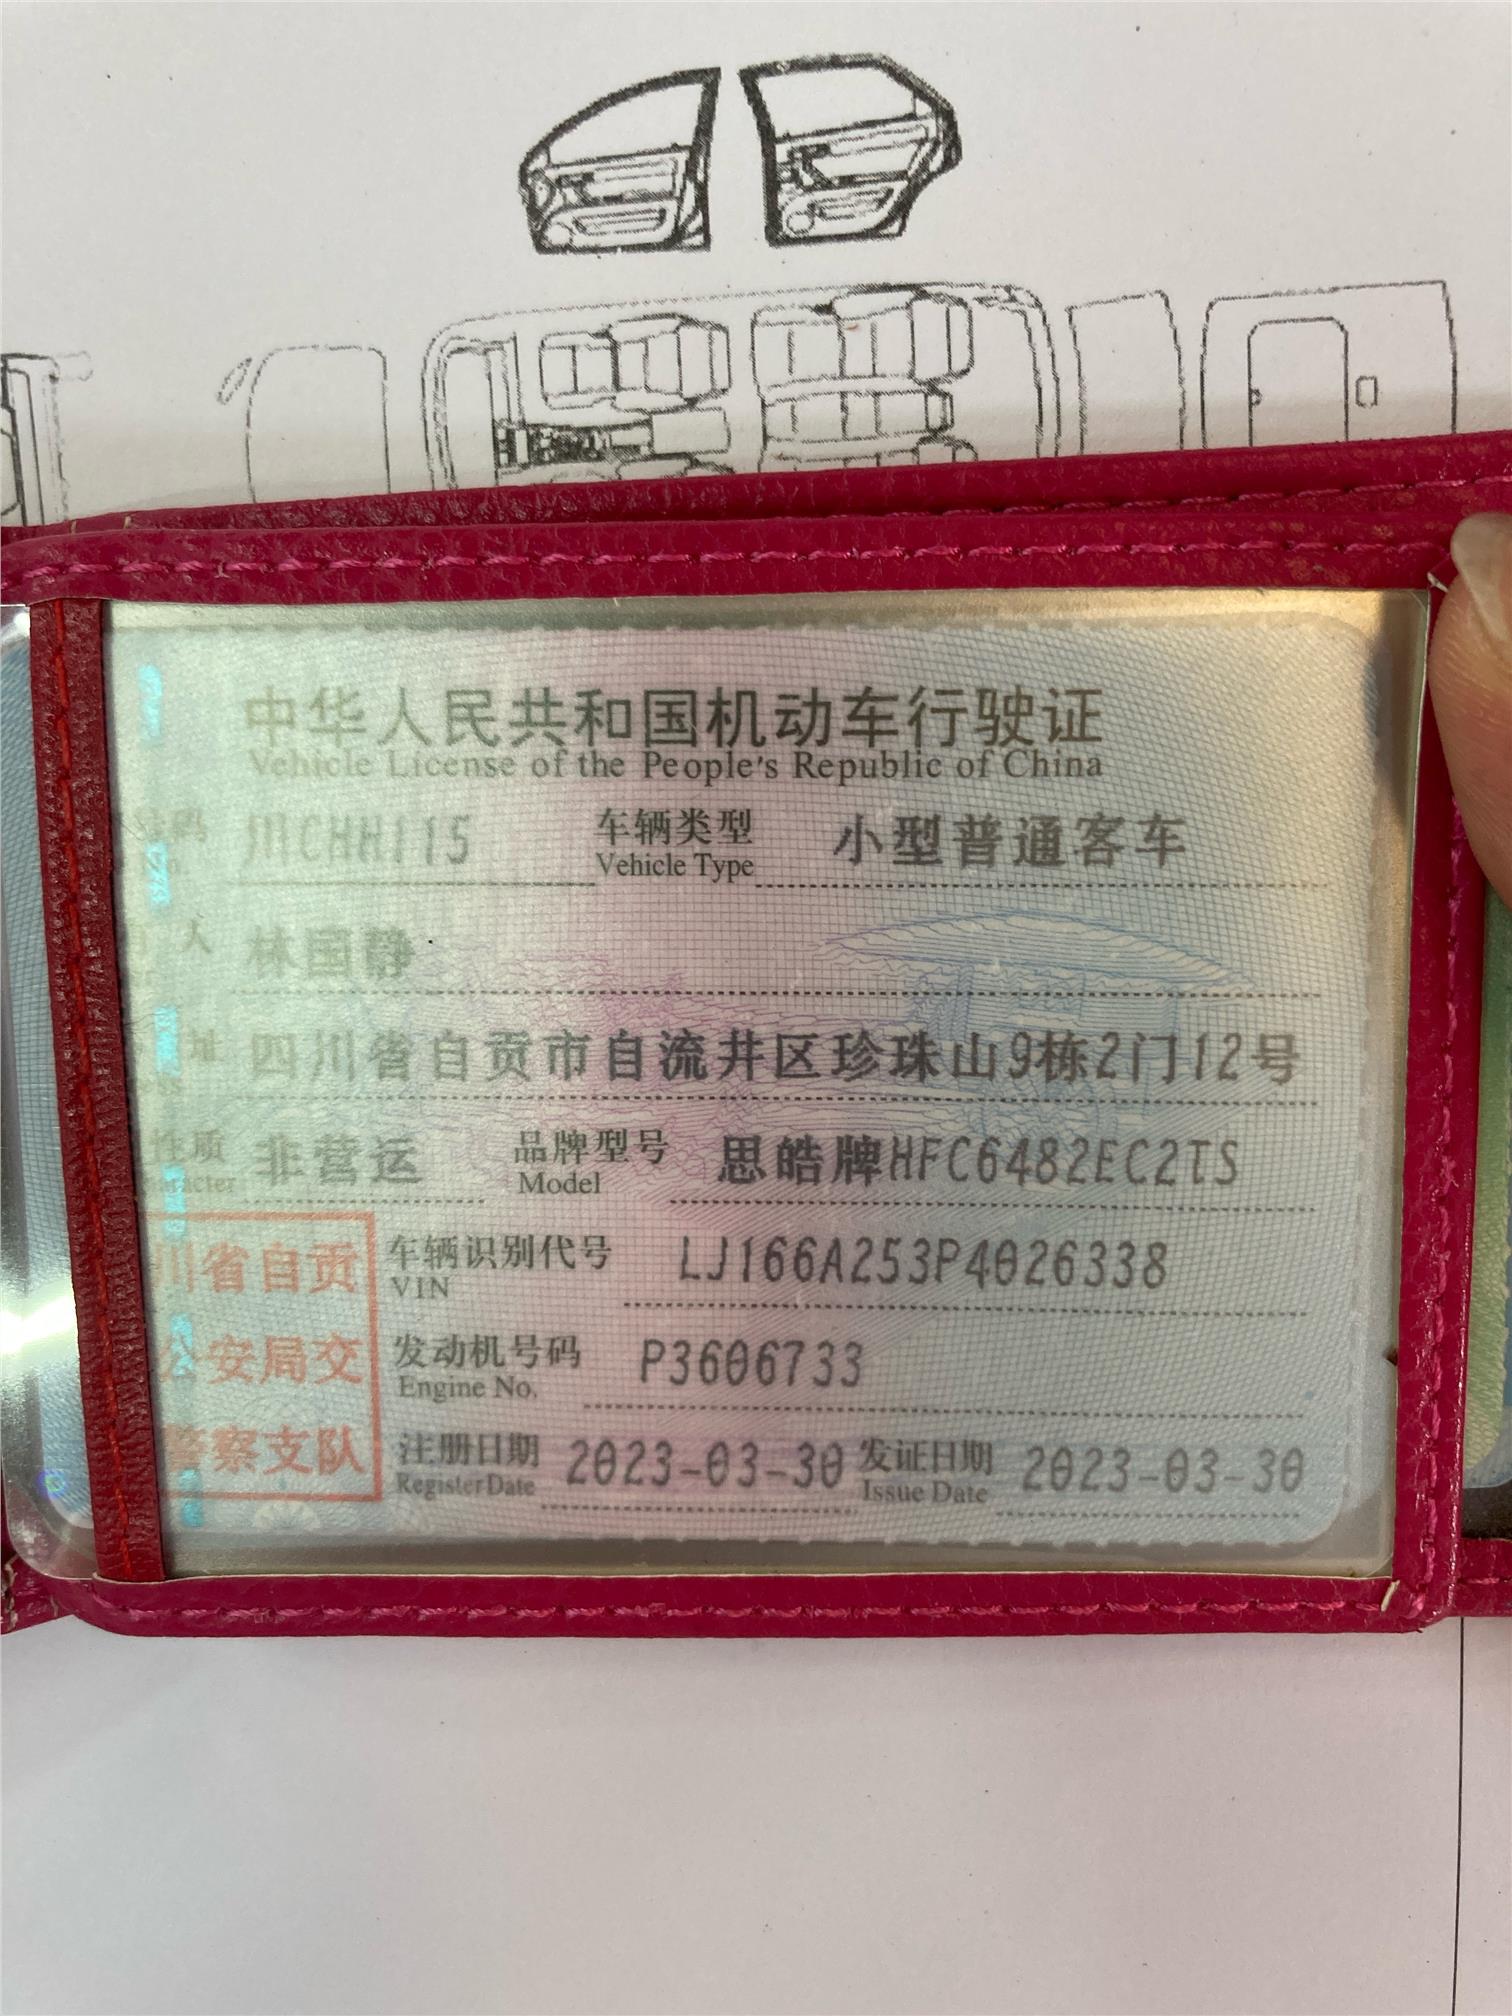 中华人民共和国机动车行驶证
Vehicle License of the People's Republic of China
号码 川CHH115 车辆类型 小型普通客车
Vehicle Type
人 林国静
址 四川省自贡市自流井区珍珠山9栋2门12号
性质 非营运 品牌型号 思皓牌HFC6482EC2TS
aracter Model
川省自贡 车辆识别代号 LJ166A253P4026338
VIN
公安局交 发动机号码 P3606733
Engine No.
警察支队 注册日期 2023-03-30 发证日期 2023-03-30
Register Date Issue Date